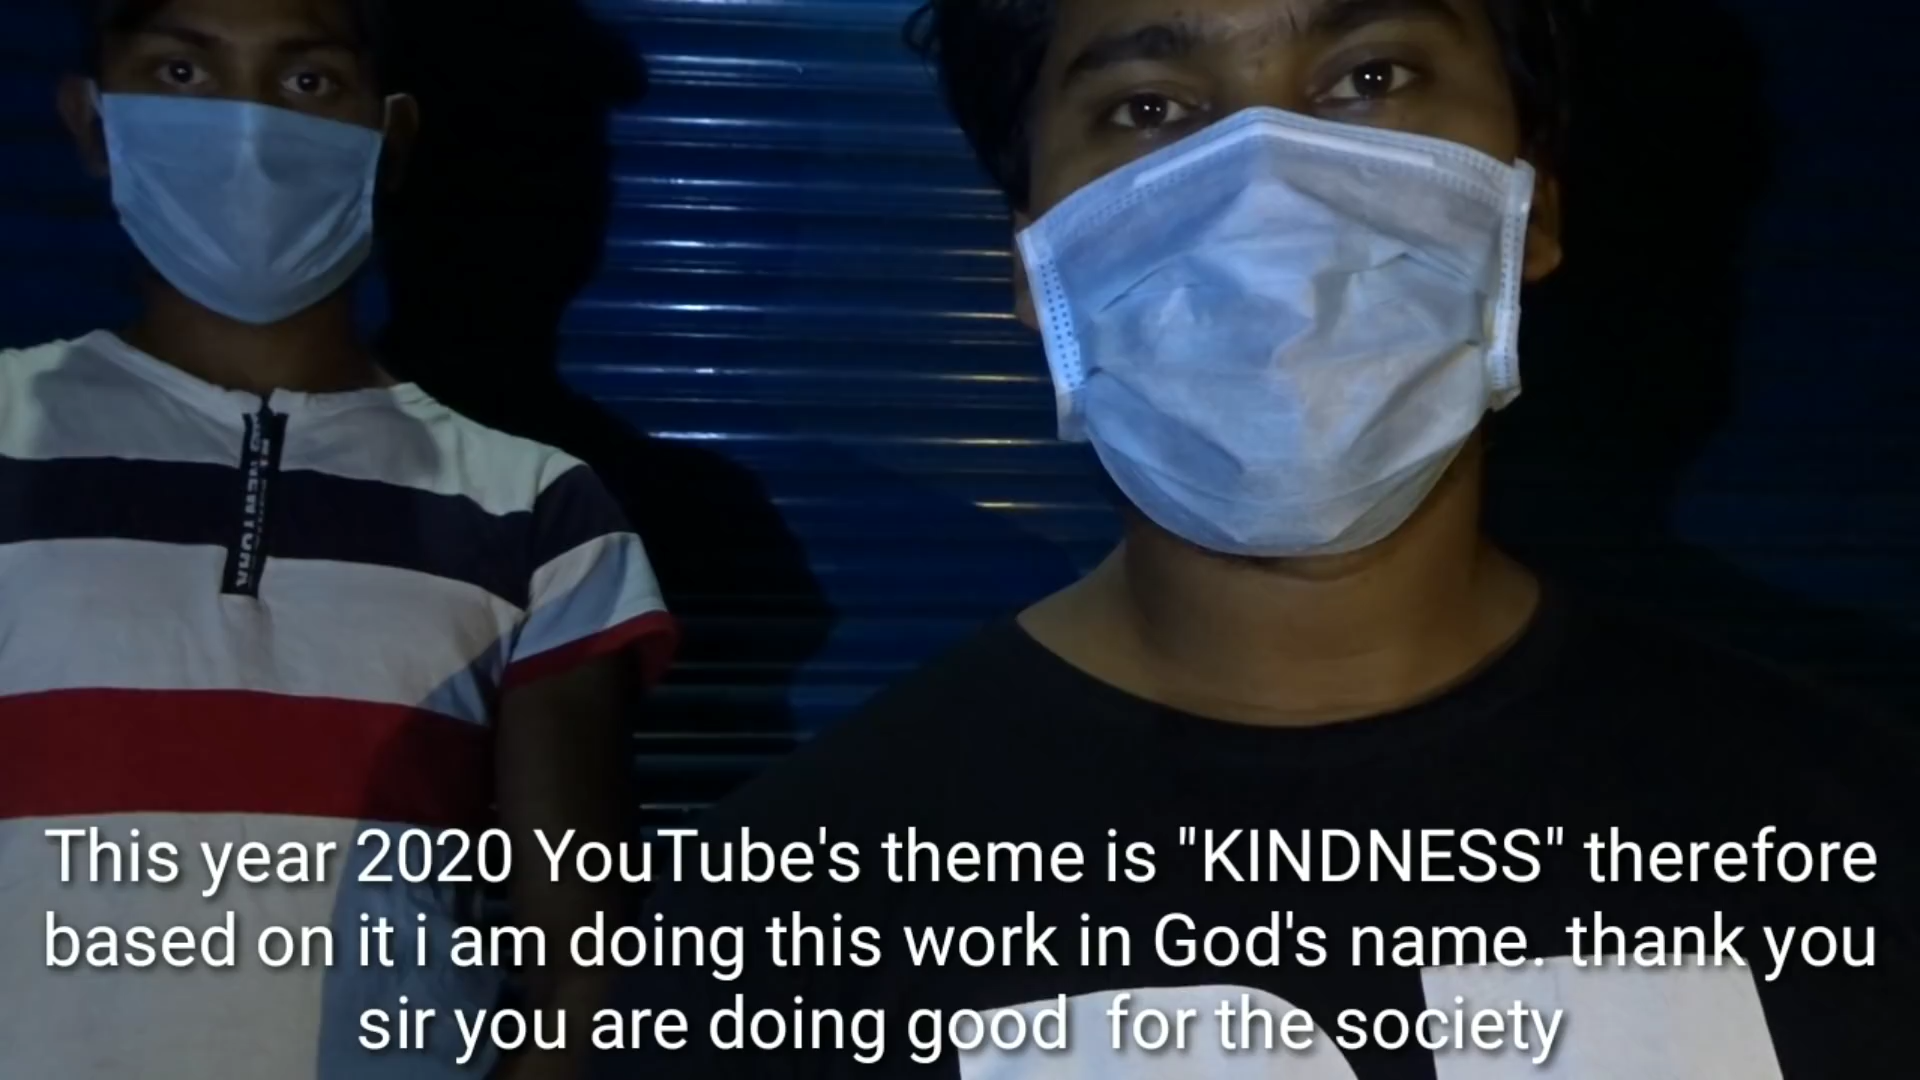 This year 2020 YouTube's theme is "KINDNESS" therefore
based on it i am doing this work in God's name. thank you
sir you are doing good  for the society